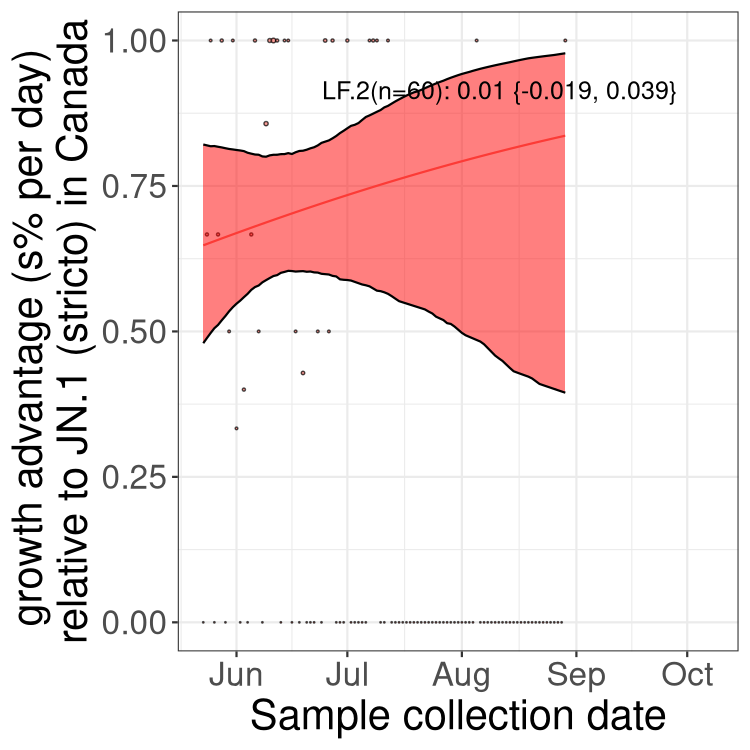 growth advantage (s% per day)
relative to JN.1 (stricto) in Canada
1.00
0.75
0.50
0.25
0.00
LF.2(n=60): 0.01 {-0.019, 0.039}
Jun Jul Aug Sep Oct
Sample collection date